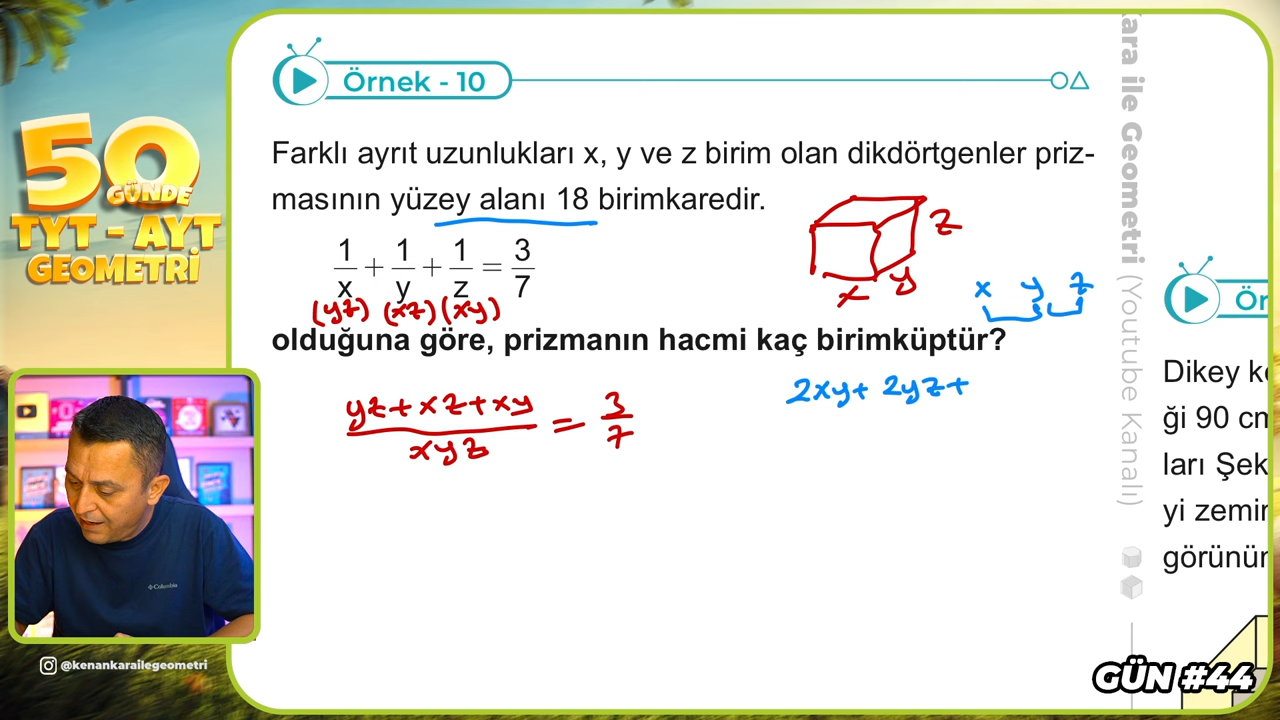 50
GÜNDE
TYT - AYT
GEOMETRİ
Örnek - 10
Farklı ayrıt uzunlukları x, y ve z birim olan dikdörtgenler priz-
masının yüzey alanı 18 birimkaredir.
1/x + 1/y + 1/z = 3/7
(yz) (xz) (xy)
z
x y
x y z
olduğuna göre, prizmanın hacmi kaç birimküptür?
2xy + 2yz +
yz + xz + xy / xyz = 3/7
ara ile Geometri (Youtube Kanalı)
Ör
Dikey k
ği 90 cm
ları Şek
yi zemin
görünür
Columbia
@kenankarailegeometri
GÜN #44